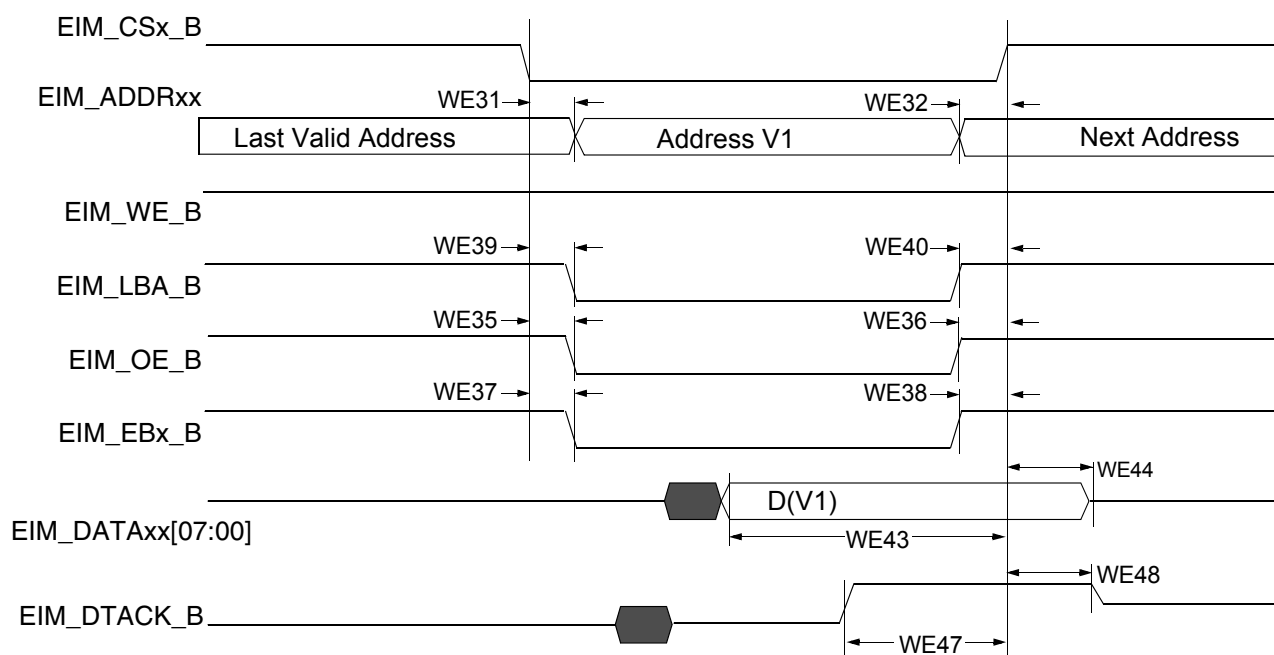 EIM_CSx_B
EIM_ADDRxx
WE31
WE32
Last Valid Address
Address V1
Next Address
EIM_WE_B
WE39
WE40
EIM_LBA_B
WE35
WE36
EIM_OE_B
WE37
WE38
EIM_EBx_B
WE44
D(V1)
EIM_DATAxx[07:00]
WE43
WE48
EIM_DTACK_B
WE47